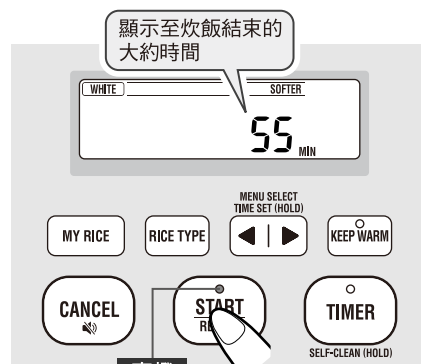 顯示至炊飯結束的
大約時間
WHITE
SOFTER
55 MIN
MENU SELECT
TIME SET (HOLD)
MY RICE
RICE TYPE
KEEP WARM
CANCEL
START
TIMER
SELF-CLEAN (HOLD)